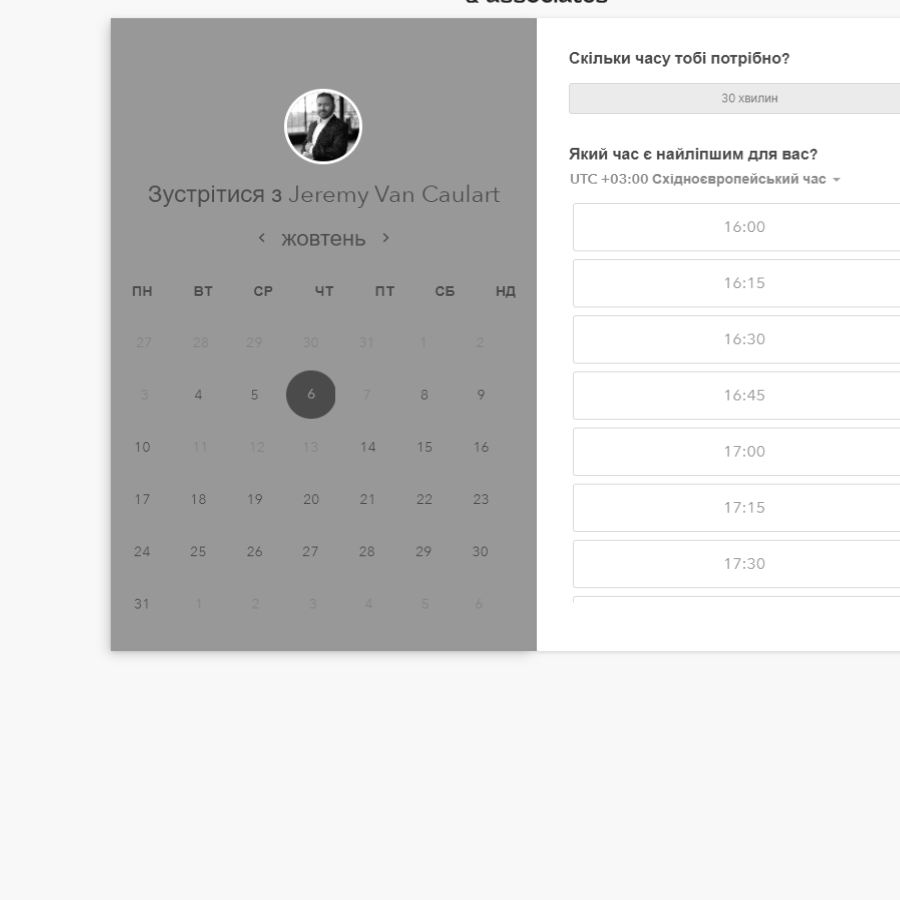 & associates
Зустрітися з Jeremy Van Caulart
жовтень
ПН ВТ СР ЧТ ПТ СБ НД
27 28 29 30 31 1 2
3 4 5 6 7 8 9
10 11 12 13 14 15 16
17 18 19 20 21 22 23
24 25 26 27 28 29 30
31 1 2 3 4 5 6
Скільки часу тобі потрібно?
30 хвилин
Який час є найліпшим для вас?
UTC +03:00 Східноєвропейський час
16:00
16:15
16:30
16:45
17:00
17:15
17:30